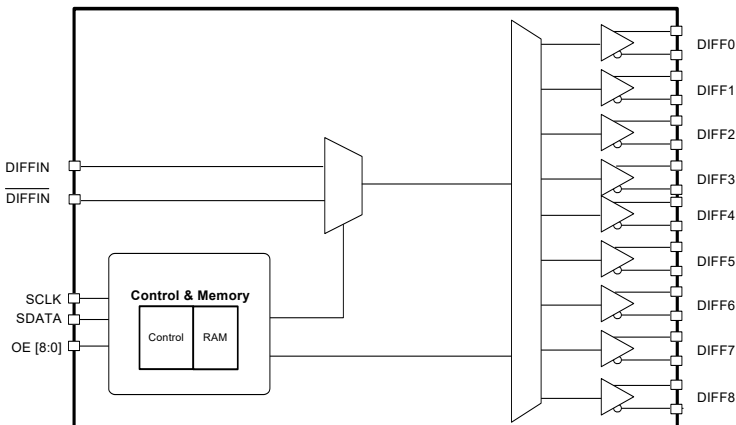 DIFF0
DIFF1
DIFF2
DIFFIN
DIFFIN
DIFF3
DIFF4
DIFF5
SCLK
SDATA
OE [8:0]
Control & Memory
Control
RAM
DIFF6
DIFF7
DIFF8